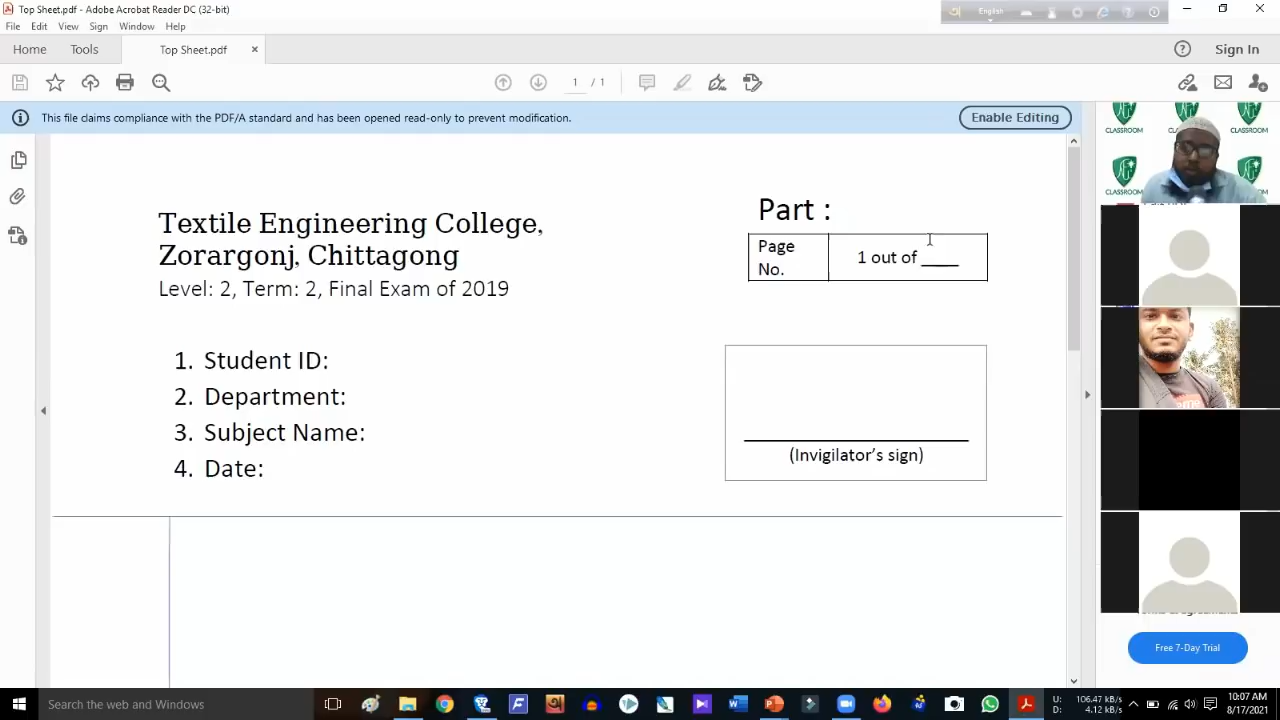 Top Sheet.pdf - Adobe Acrobat Reader DC (32-bit)
English
File Edit View Sign Window Help
Home Tools Top Sheet.pdf × Sign In
1 / 1
This file claims compliance with the PDF/A standard and has been opened read-only to prevent modification.
Enable Editing
CLASSROOM CLASSROOM
CLASSROOM CLASSROOM
Textile Engineering College,
Zorargonj, Chittagong
Level: 2, Term: 2, Final Exam of 2019
Part :
Page
No.
1 out of ____
1. Student ID:
2. Department:
3. Subject Name:
4. Date:
(Invigilator’s sign)
Free 7-Day Trial
Search the web and Windows
U: 106.47 kB/s
D: 4.12 kB/s
10:07 AM
8/17/2021